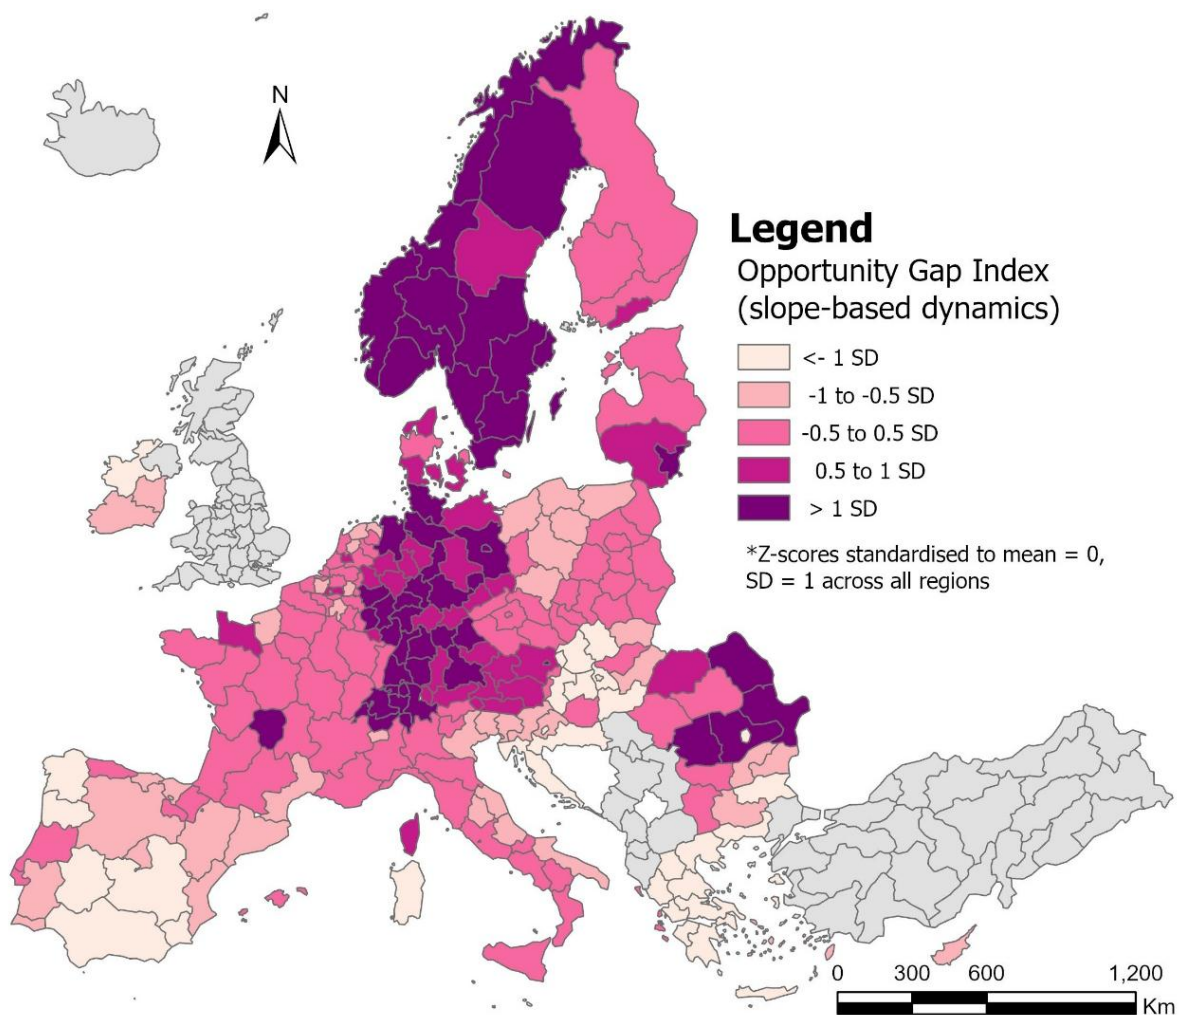 N
Legend
Opportunity Gap Index
(slope-based dynamics)
<- 1 SD
-1 to -0.5 SD
-0.5 to 0.5 SD
0.5 to 1 SD
> 1 SD
*Z-scores standardised to mean = 0,
SD = 1 across all regions
0 300 600 1,200
Km